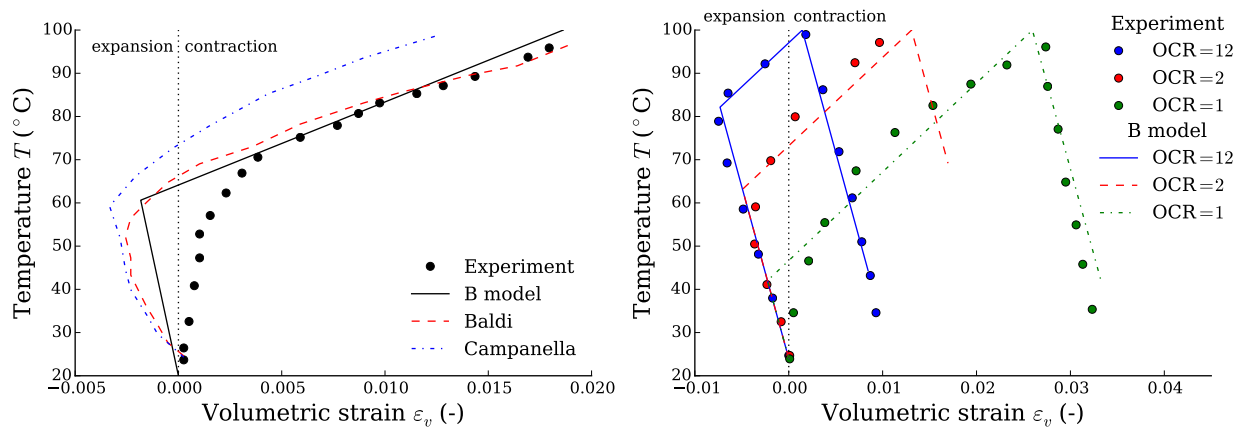 100
90
80
70
60
50
40
30
20
−0.005
0.000
0.005
0.010
0.015
0.020
Temperature T (°C)
Volumetric strain εv (-)
expansion
contraction
Experiment
B model
Baldi
Campanella
100
90
80
70
60
50
40
30
20
−0.01
0.00
0.01
0.02
0.03
0.04
Temperature T (°C)
Volumetric strain εv (-)
expansion
contraction
Experiment
OCR=12
OCR=2
OCR=1
B model
OCR=12
OCR=2
OCR=1